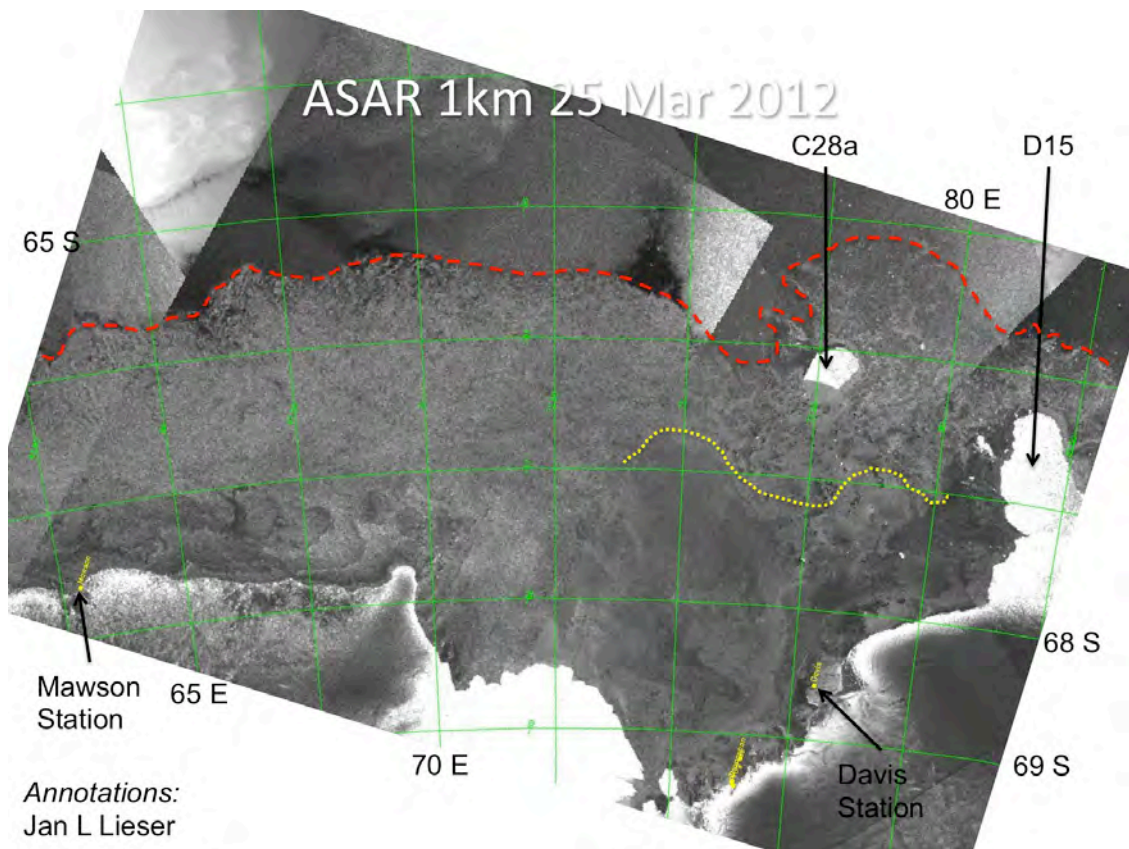 ASAR 1km 25 Mar 2012
C28a
D15
80 E
65 S
Mawson
Station
65 E
70 E
68 S
69 S
Davis
Station
Annotations:
Jan L Lieser